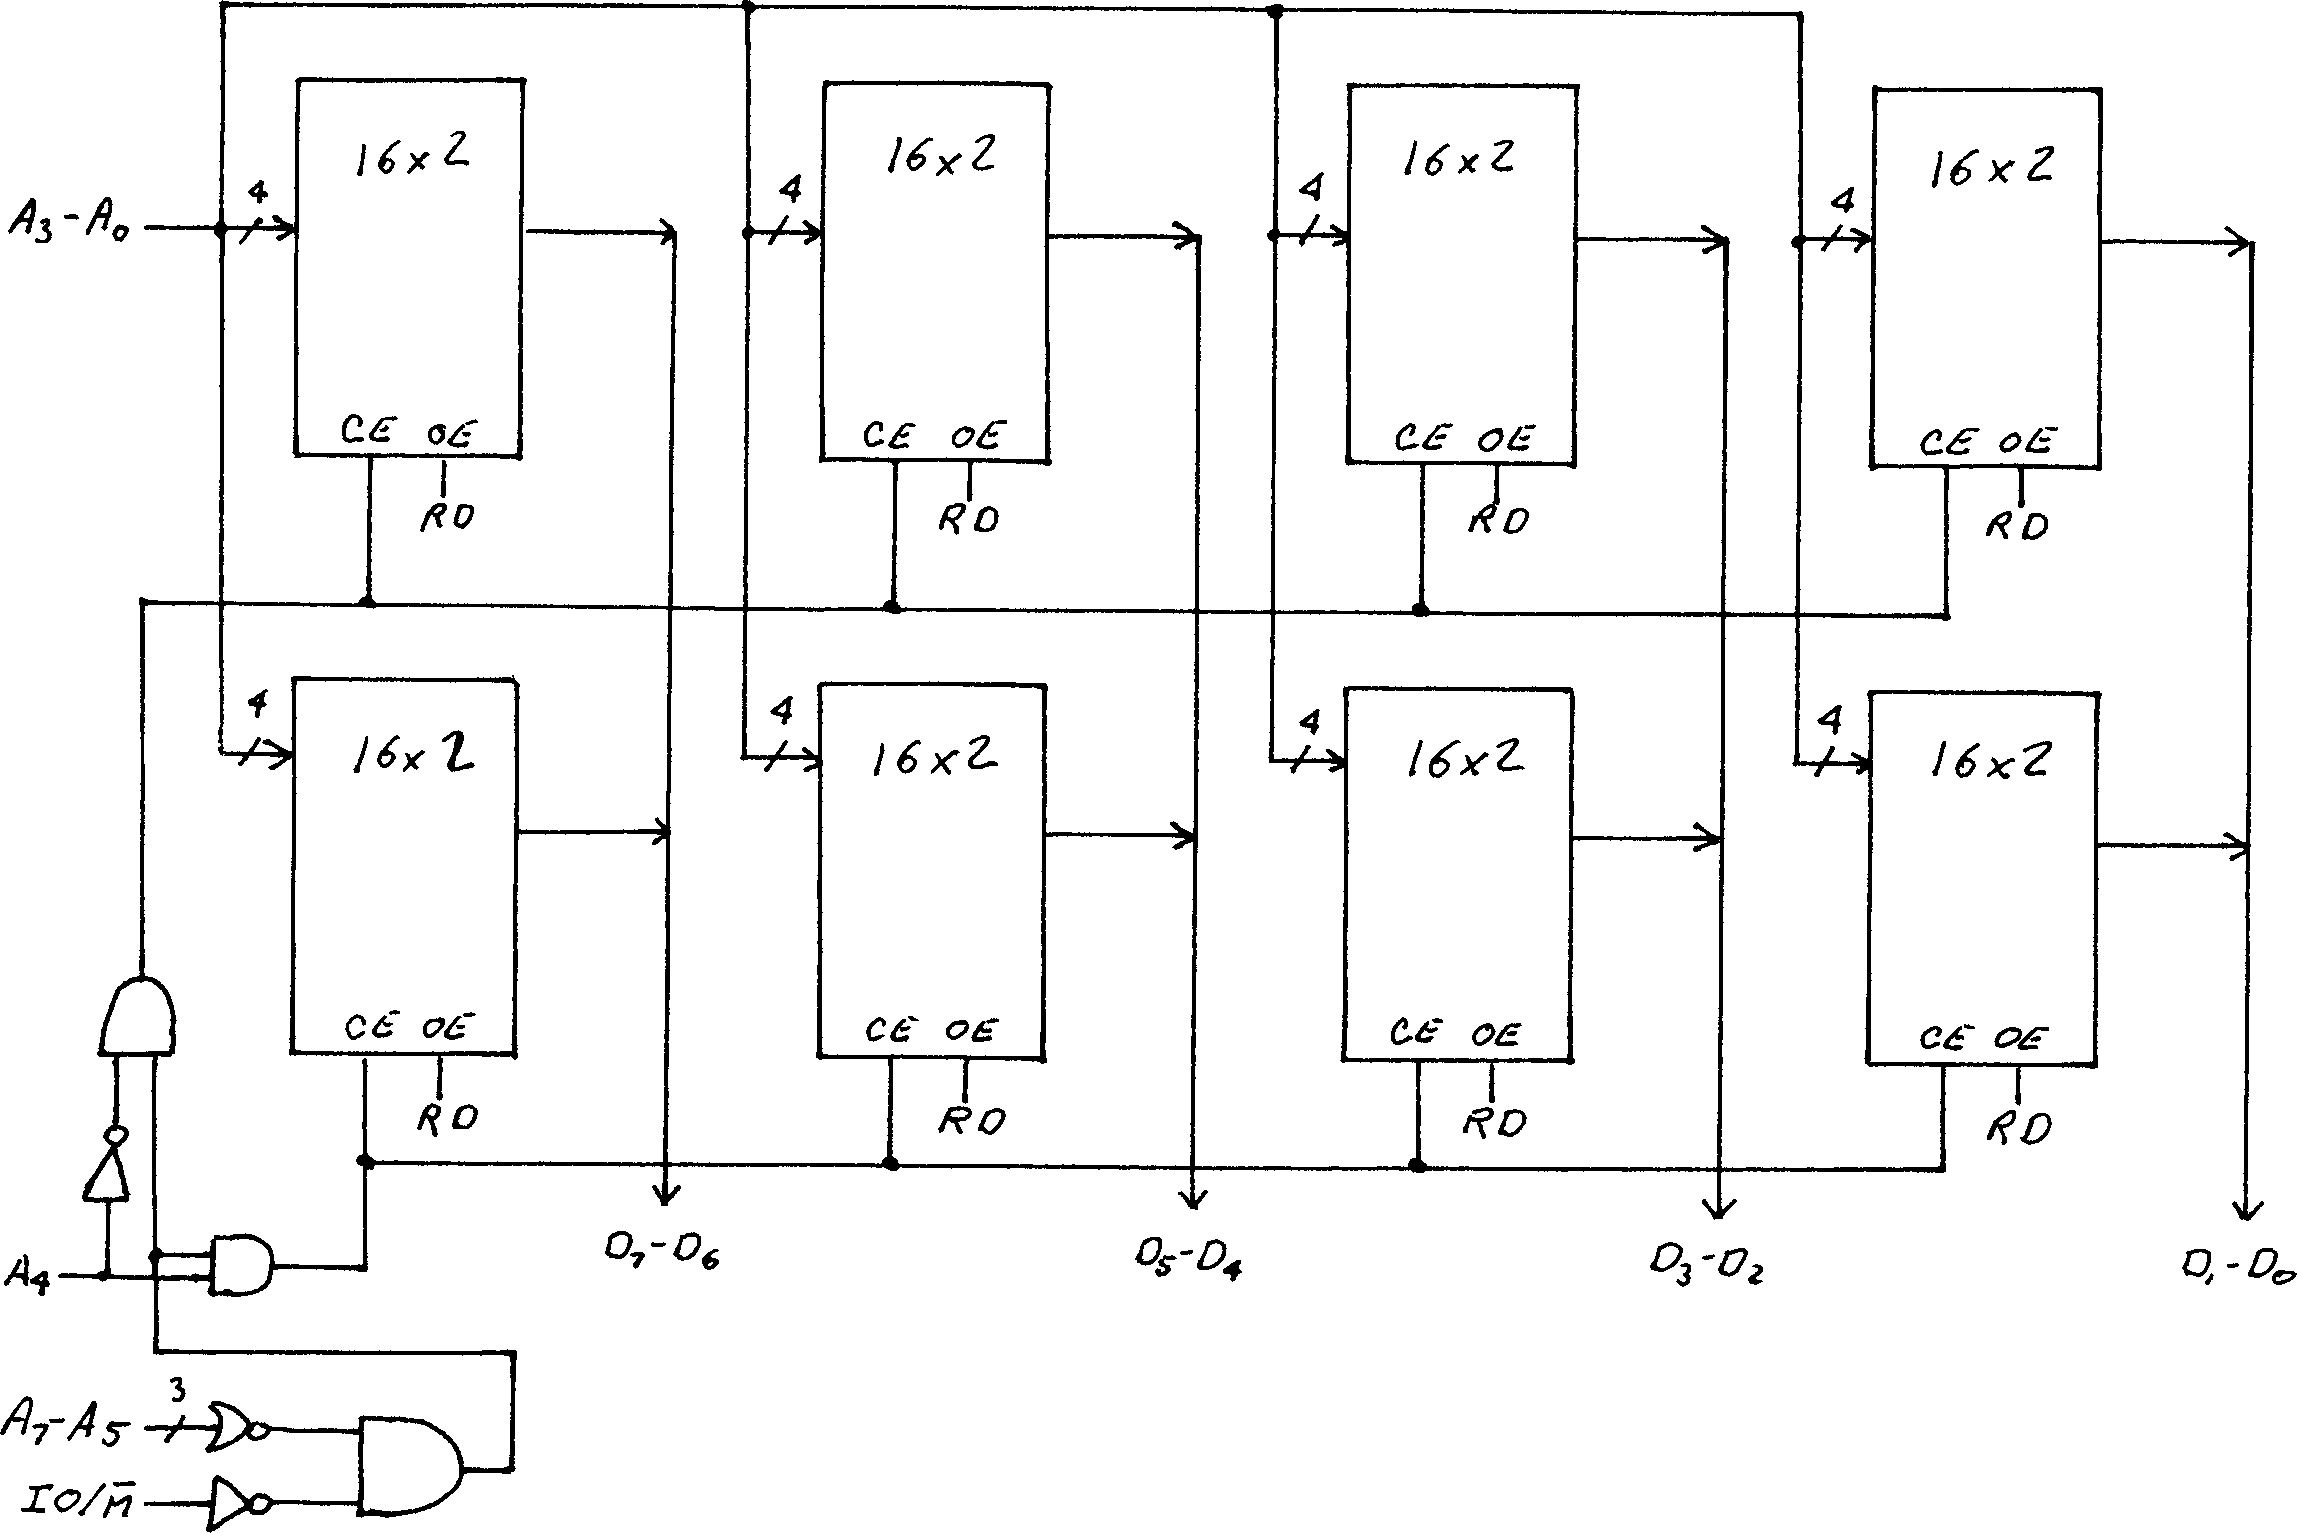 16x2 16x2 16x2 16x2
4 4 4 4
A3-A0
CE OE CE OE CE OE CE OE
RD RD RD RD
4 4 4 4
16x2 16x2 16x2 16x2
CE OE CE OE CE OE CE OE
RD RD RD RD
D7-D6 D5-D4 D3-D2 D1-D0
A4
3
A7-A5
IO/M̅